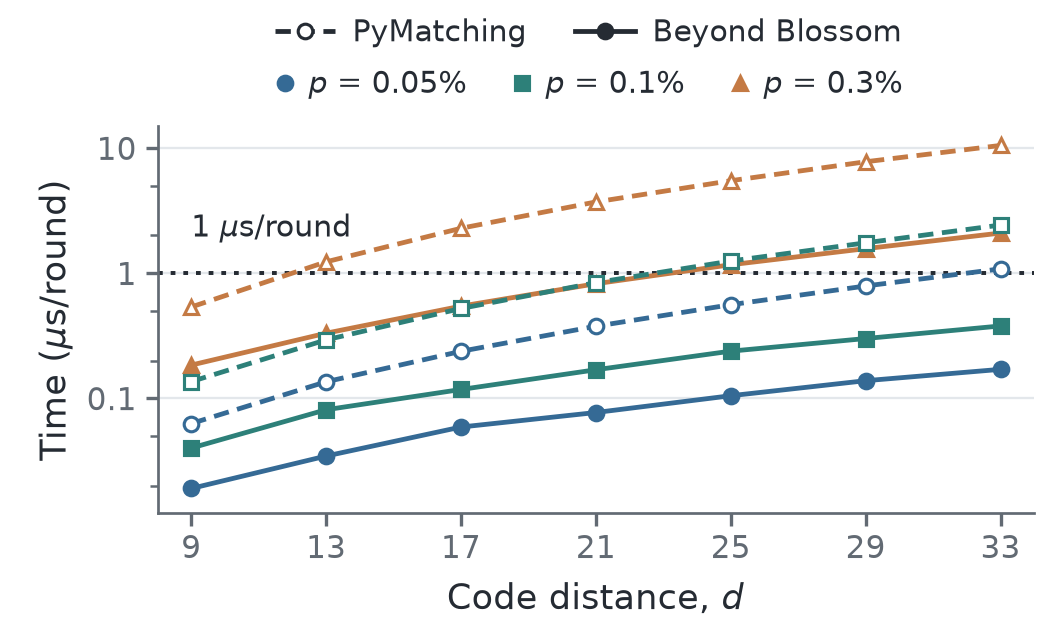 PyMatching Beyond Blossom
p = 0.05% p = 0.1% p = 0.3%
10
1 μs/round
1
0.1
Time (μs/round)
9 13 17 21 25 29 33
Code distance, d